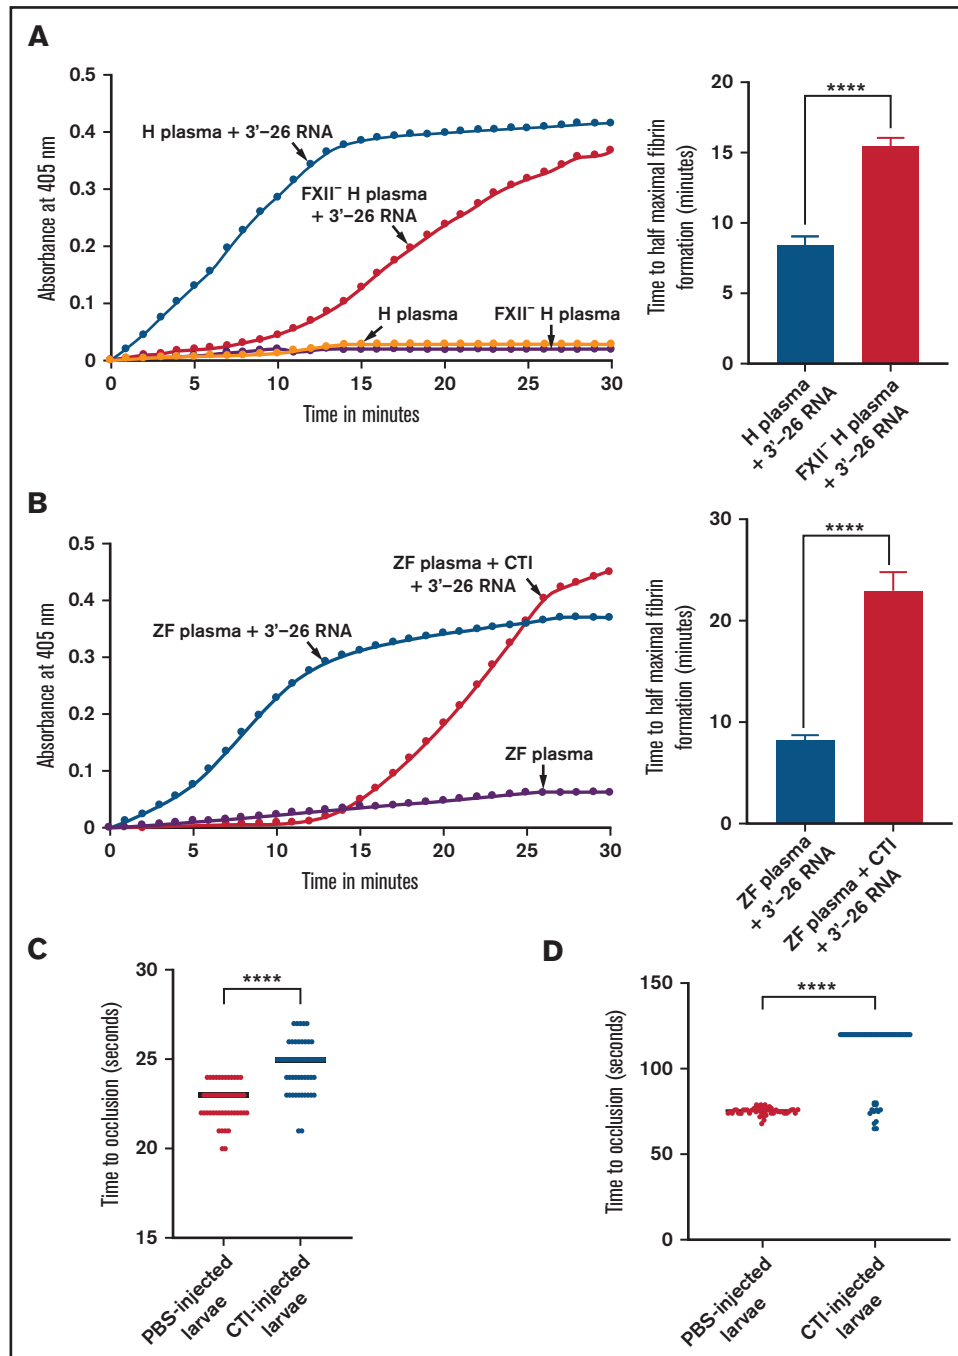 A
0.5
0.4
0.3
0.2
0.1
0
Absorbance at 405 nm
H plasma + 3’–26 RNA
FXII⁻ H plasma
+ 3’–26 RNA
H plasma
FXII⁻ H plasma
0 5 10 15 20 25 30
Time in minutes
20
15
10
5
0
Time to half maximal fibrin
formation (minutes)
****
H plasma
+ 3’–26 RNA
FXII⁻ H plasma
+ 3’–26 RNA
B
0.5
0.4
0.3
0.2
0.1
0
Absorbance at 405 nm
ZF plasma + CTI
+ 3’–26 RNA
ZF plasma + 3’–26 RNA
ZF plasma
0 5 10 15 20 25 30
Time in minutes
30
20
10
0
Time to half maximal fibrin
formation (minutes)
****
ZF plasma
+ 3’–26 RNA
ZF plasma + CTI
+ 3’–26 RNA
C
30
25
20
15
Time to occlusion (seconds)
****
PBS-injected
larvae
CTI-injected
larvae
D
150
100
50
0
Time to occlusion (seconds)
****
PBS-injected
larvae
CTI-injected
larvae